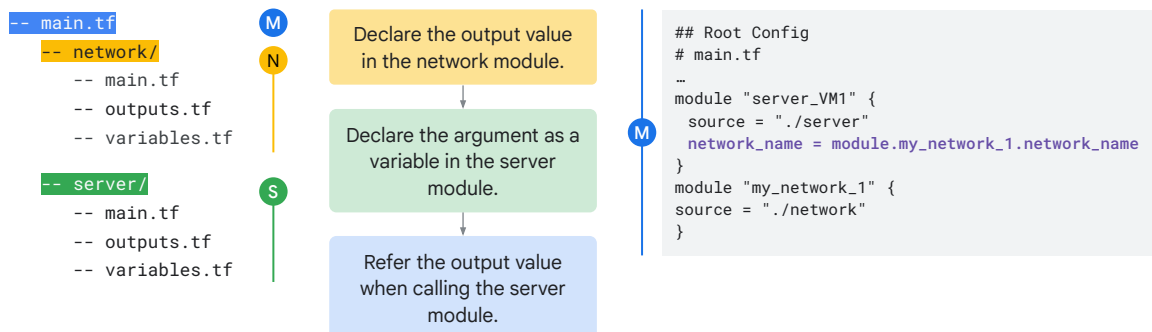 -- main.tf
M
-- network/
N
-- main.tf
-- outputs.tf
-- variables.tf
-- server/
S
-- main.tf
-- outputs.tf
-- variables.tf
Declare the output value
in the network module.
Declare the argument as a
variable in the server
module.
Refer the output value
when calling the server
module.
M
## Root Config
# main.tf
…
module "server_VM1" {
source = "./server"
network_name = module.my_network_1.network_name
}
module "my_network_1" {
source = "./network"
}